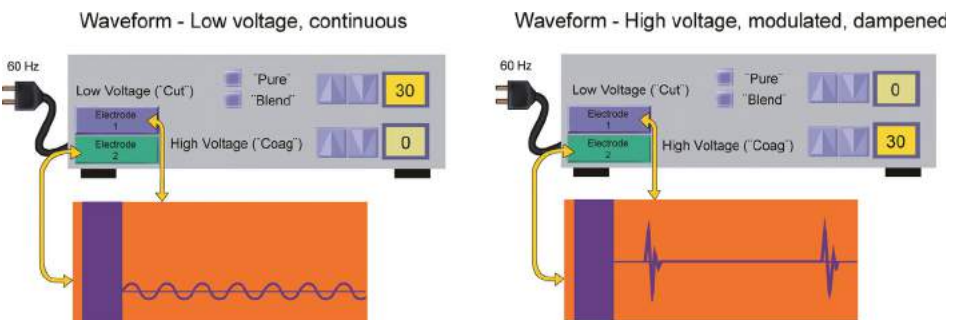 Waveform - Low voltage, continuous
60 Hz
Low Voltage ("Cut")
"Pure"
"Blend"
30
Electrode
1
Electrode
2
High Voltage ("Coag")
0
Waveform - High voltage, modulated, dampened
60 Hz
Low Voltage ("Cut")
"Pure"
"Blend"
0
Electrode
1
Electrode
2
High Voltage ("Coag")
30